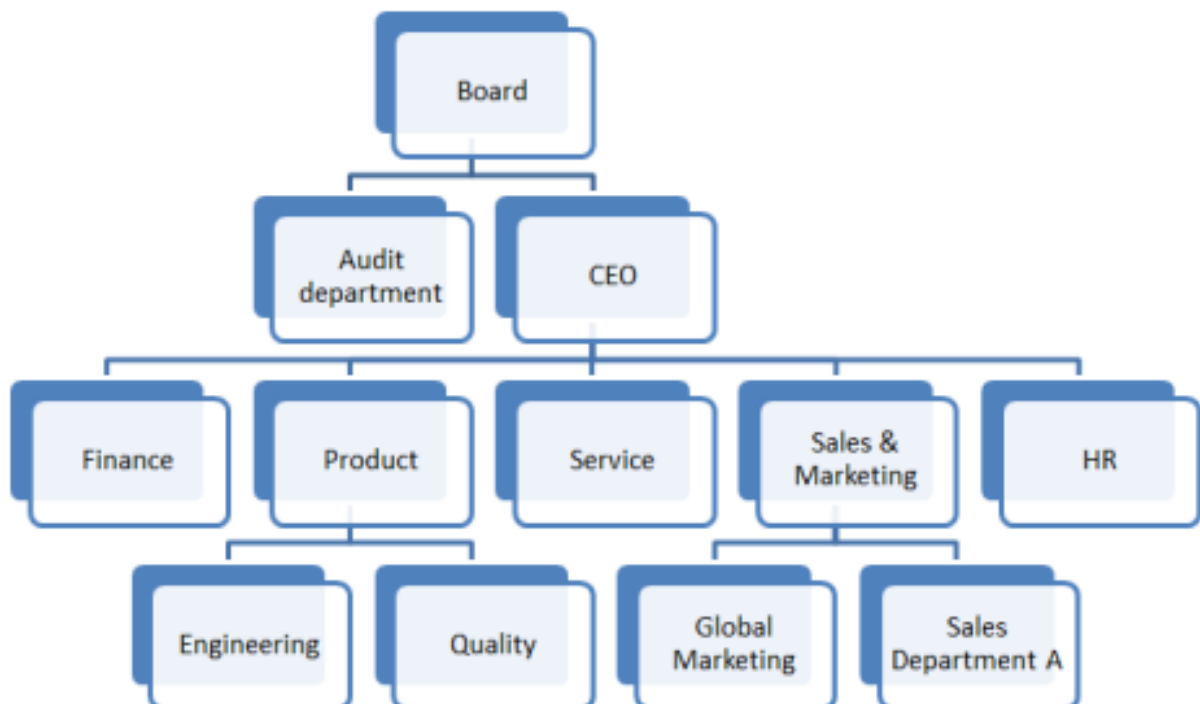 Board
Audit
department
CEO
Finance
Product
Service
Sales &
Marketing
HR
Engineering
Quality
Global
Marketing
Sales
Department A